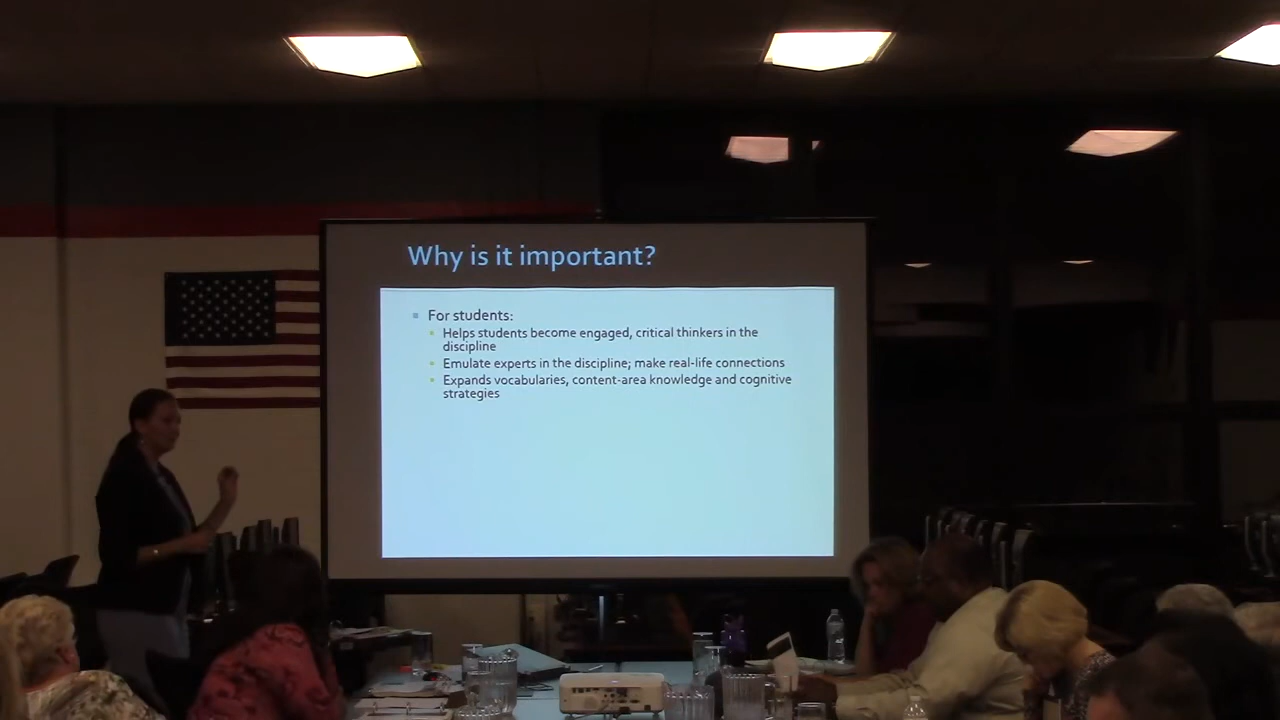 Why is it important?
For students:
Helps students become engaged, critical thinkers in the
discipline
Emulate experts in the discipline; make real-life connections
Expands vocabularies, content-area knowledge and cognitive
strategies